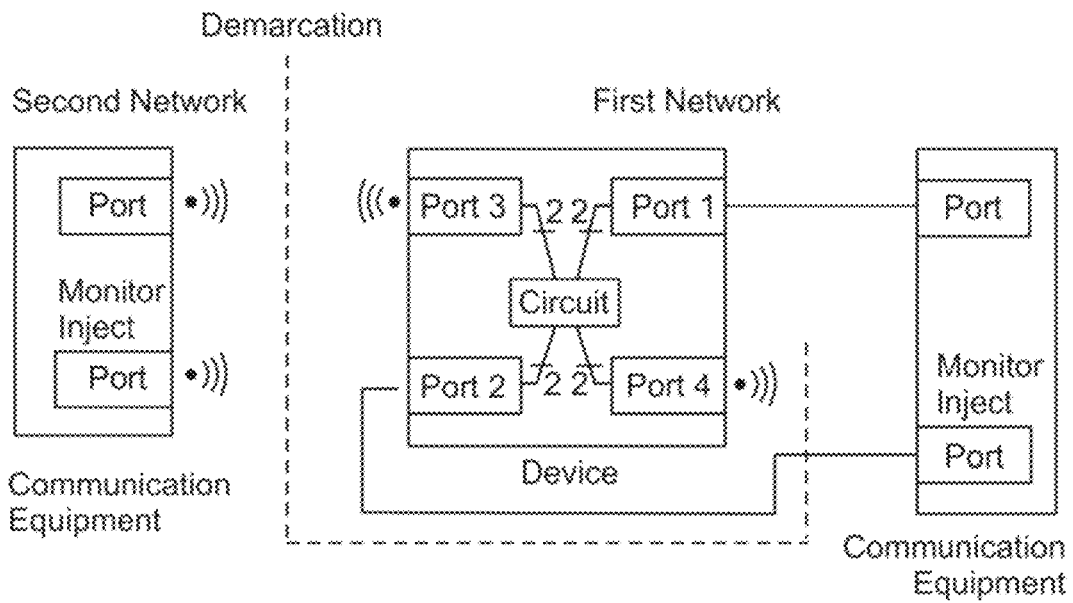 Demarcation
Second Network
First Network
Port
Port 3
2 2
Port 1
Port
Monitor
Inject
Circuit
Port
Port 2
2 2
Port 4
Monitor
Inject
Port
Device
Communication
Equipment
Communication
Equipment